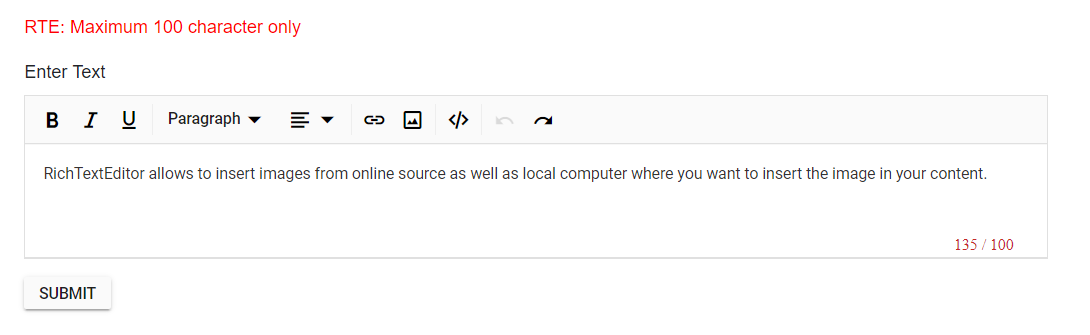 RTE: Maximum 100 character only
Enter Text
B I U Paragraph
RichTextEditor allows to insert images from online source as well as local computer where you want to insert the image in your content.
135 / 100
SUBMIT